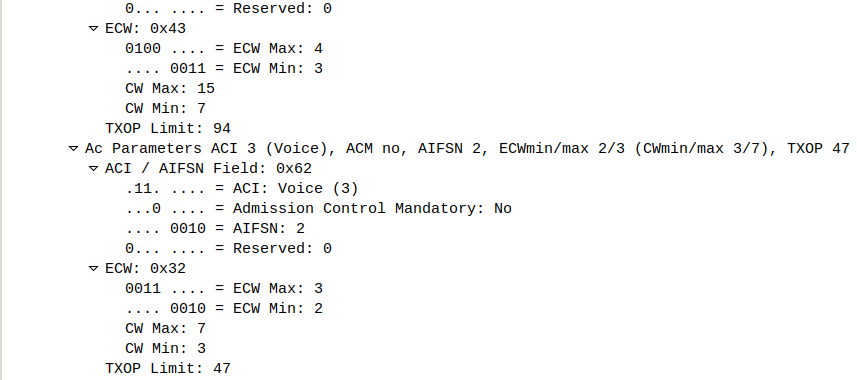 0... .... = Reserved: 0
ECW: 0x43
0100 .... = ECW Max: 4
.... 0011 = ECW Min: 3
CW Max: 15
CW Min: 7
TXOP Limit: 94
Ac Parameters ACI 3 (Voice), ACM no, AIFSN 2, ECWmin/max 2/3 (CWmin/max 3/7), TXOP 47
ACI / AIFSN Field: 0x62
.11. .... = ACI: Voice (3)
...0 .... = Admission Control Mandatory: No
.... 0010 = AIFSN: 2
0... .... = Reserved: 0
ECW: 0x32
0011 .... = ECW Max: 3
.... 0010 = ECW Min: 2
CW Max: 7
CW Min: 3
TXOP Limit: 47